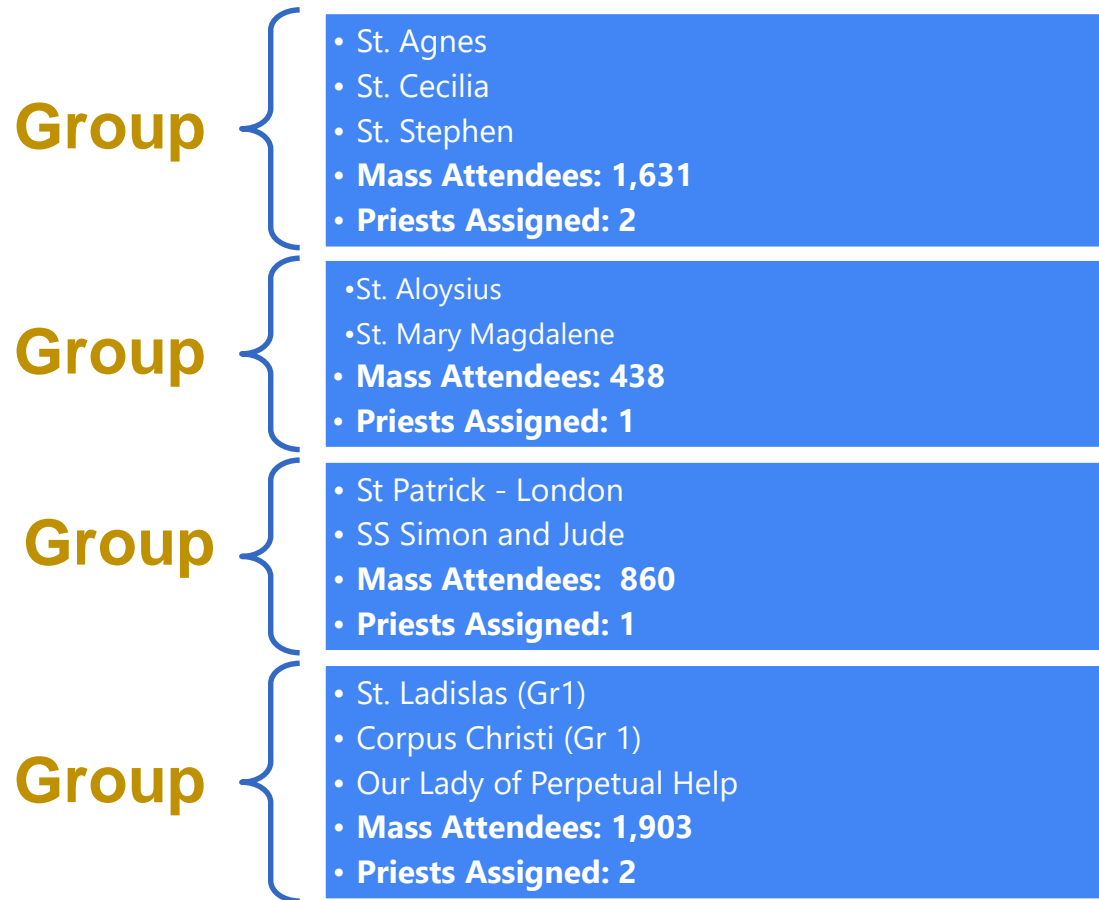 Group
• St. Agnes
• St. Cecilia
• St. Stephen
• Mass Attendees: 1,631
• Priests Assigned: 2
Group
•St. Aloysius
•St. Mary Magdalene
• Mass Attendees: 438
• Priests Assigned: 1
Group
• St Patrick - London
• SS Simon and Jude
• Mass Attendees:  860
• Priests Assigned: 1
Group
• St. Ladislas (Gr1)
• Corpus Christi (Gr 1)
• Our Lady of Perpetual Help
• Mass Attendees: 1,903
• Priests Assigned: 2